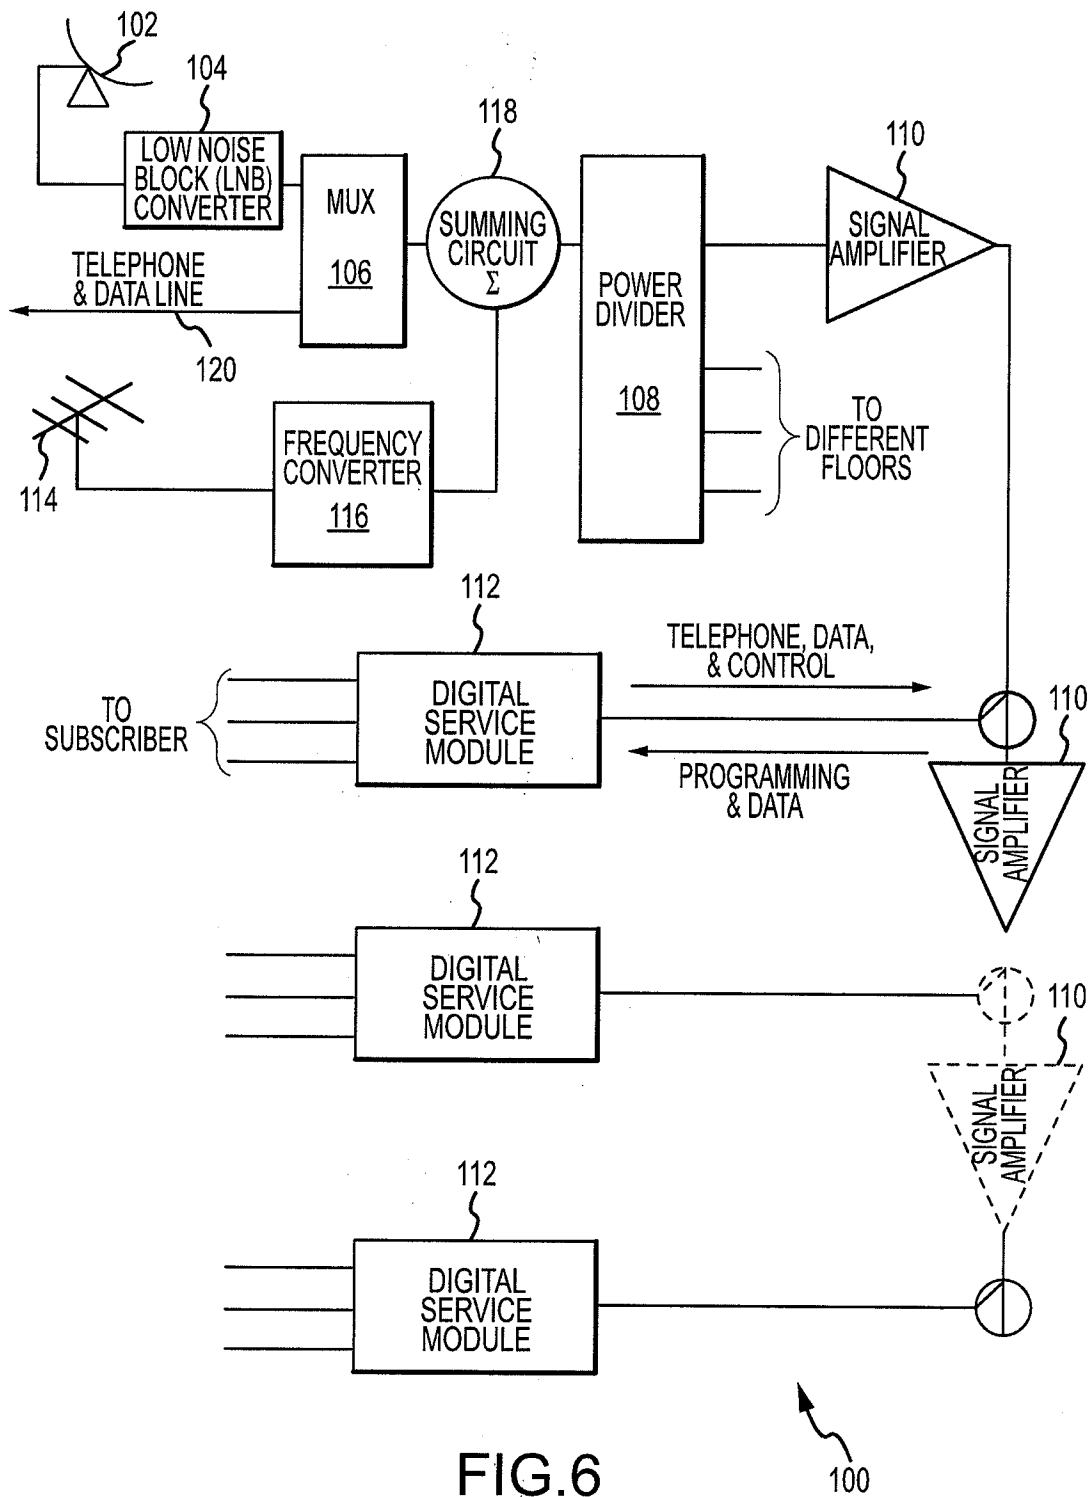 102
104
LOW NOISE
BLOCK (LNB)
CONVERTER
MUX
106
118
SUMMING
CIRCUIT
Σ
POWER
DIVIDER
108
110
SIGNAL
AMPLIFIER
TELEPHONE
& DATA LINE
120
114
FREQUENCY
CONVERTER
116
TO
DIFFERENT
FLOORS
112
DIGITAL
SERVICE
MODULE
TO
SUBSCRIBER
TELEPHONE, DATA,
& CONTROL
PROGRAMMING
& DATA
110
SIGNAL
AMPLIFIER
112
DIGITAL
SERVICE
MODULE
110
SIGNAL
AMPLIFIER
112
DIGITAL
SERVICE
MODULE
100
FIG.6